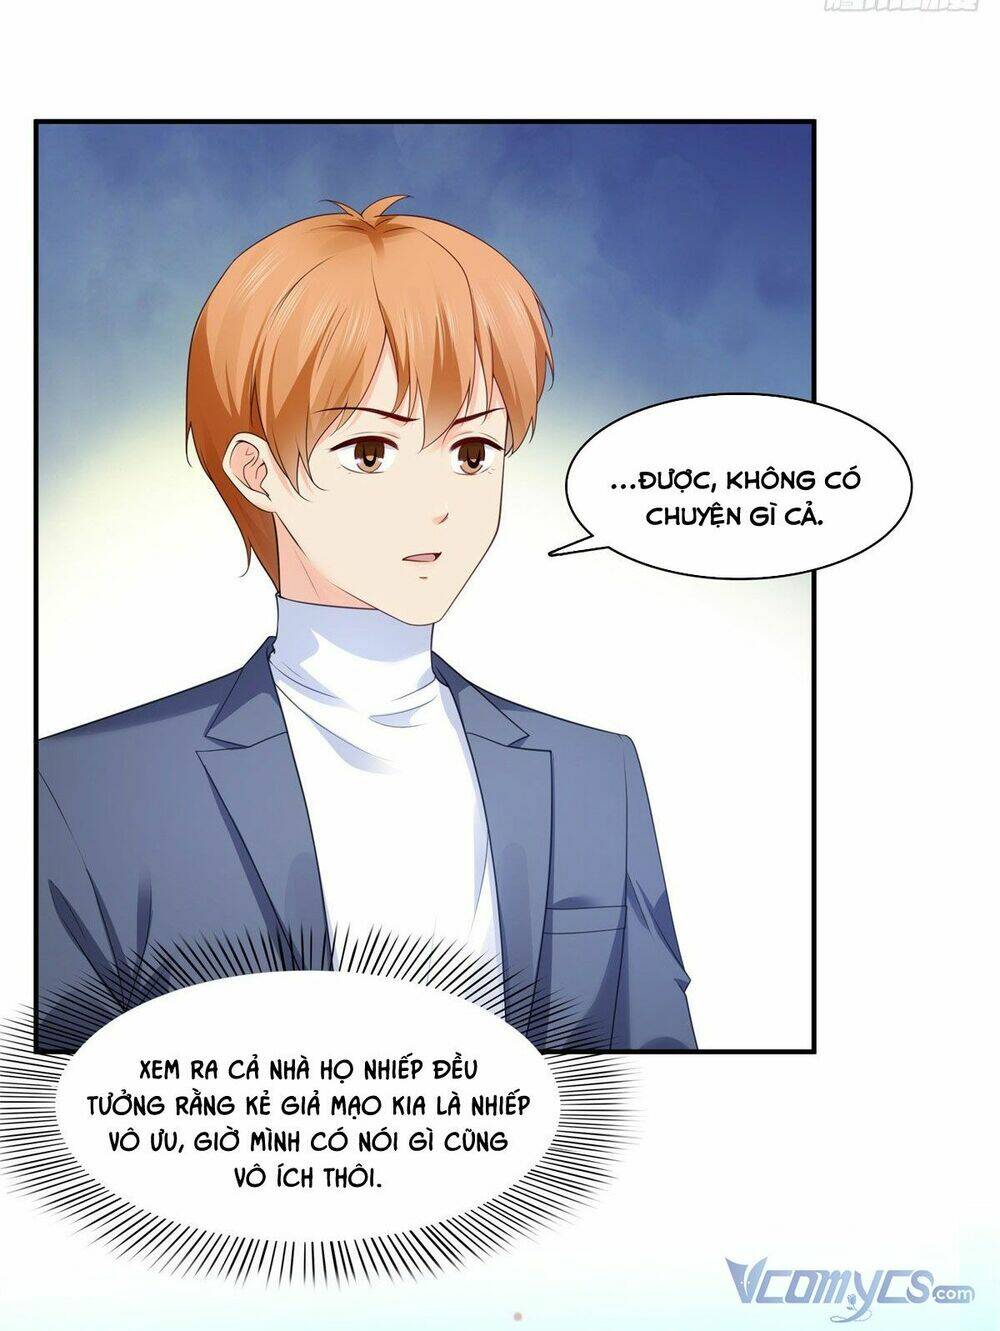 …ĐƯỢC, KHÔNG CÓ
CHUYỆN GÌ CẢ.
XEM RA CẢ NHÀ HỌ NHIẾP ĐỀU
TƯỞNG RẰNG KẺ GIẢ MẠO KIA LÀ NHIẾP
VÔ ƯU, GIỜ MÌNH CÓ NÓI GÌ CŨNG
VÔ ÍCH THÔI.
VCOMYCS.com